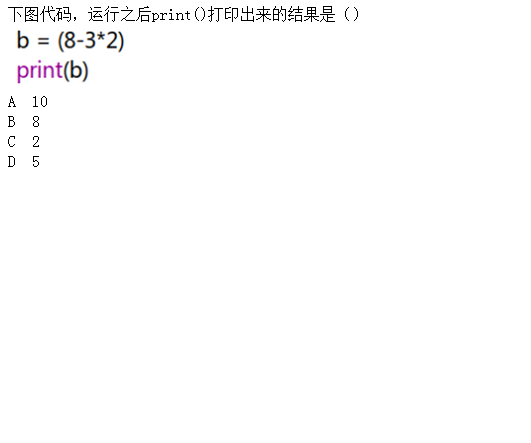 下图代码，运行之后print()打印出来的结果是（）
b = (8-3*2)
print(b)
A 10
B 8
C 2
D 5